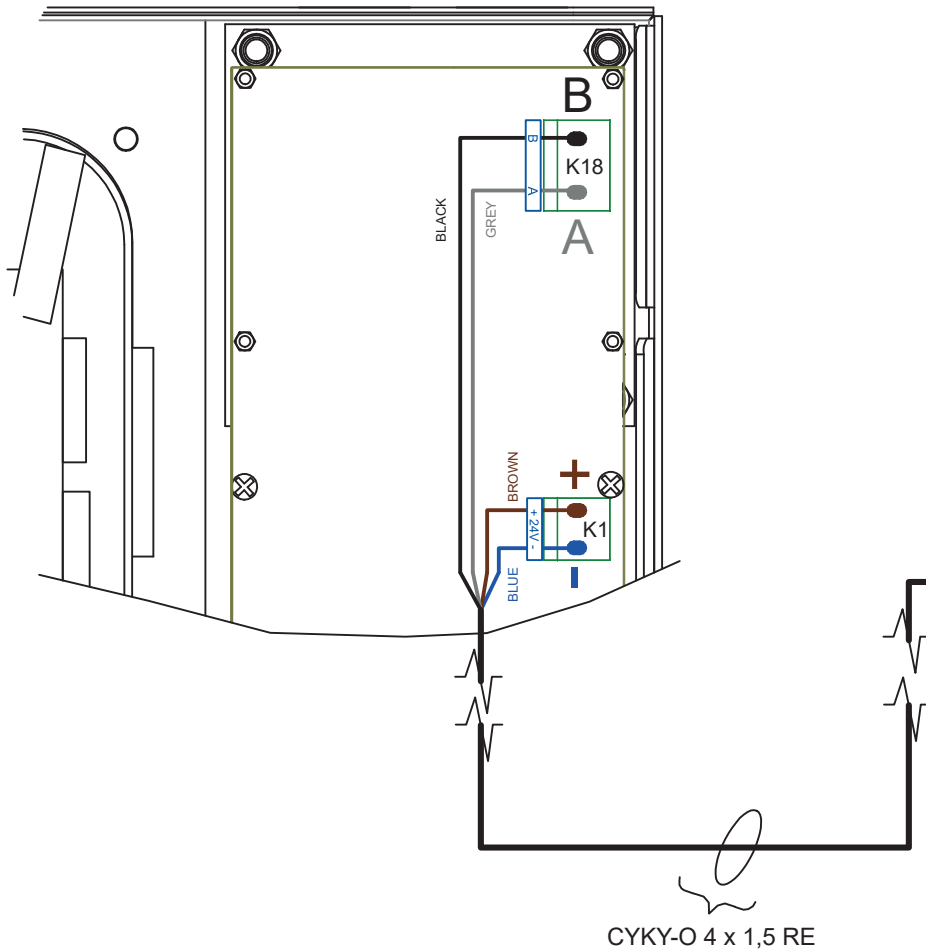 B
B
K18
A
A
BLACK
GREY
BROWN
+
+ 24V -
K1
-
BLUE
CYKY-O 4 x 1,5 RE